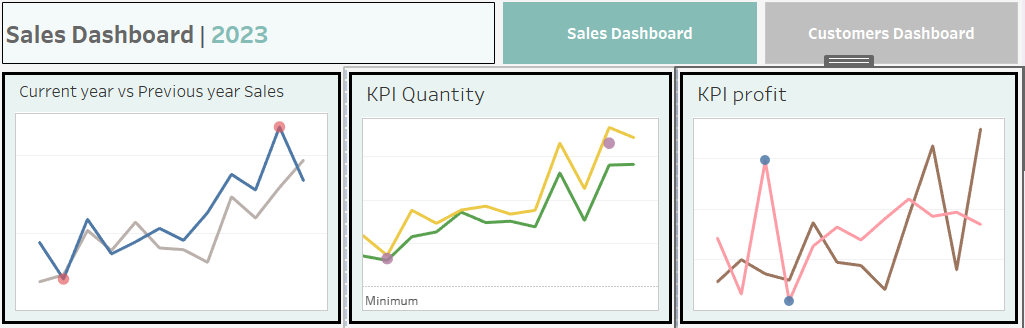 Sales Dashboard | 2023
Sales Dashboard
Customers Dashboard
Current year vs Previous year Sales
KPI Quantity
KPI profit
Minimum